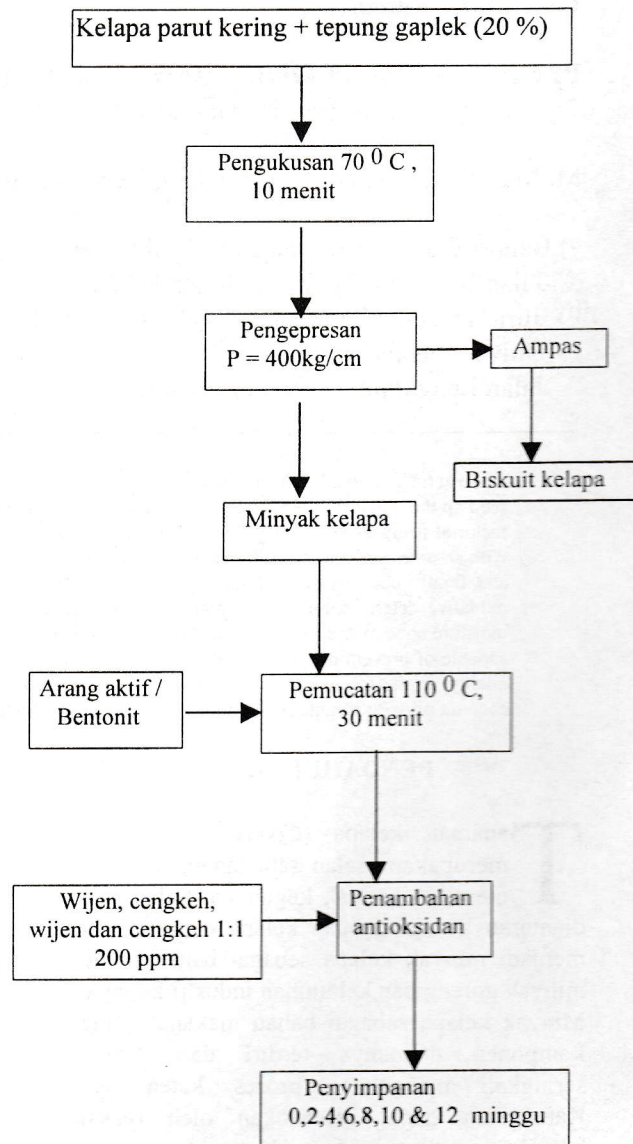 Kelapa parut kering + tepung gaplek (20 %)
Pengukusan 70 ⁰ C ,
10 menit
Pengepresan
P = 400kg/cm
Ampas
Biskuit kelapa
Minyak kelapa
Arang aktif /
Bentonit
Pemucatan 110 ⁰ C,
30 menit
Wijen, cengkeh,
wijen dan cengkeh 1:1
200 ppm
Penambahan
antioksidan
Penyimpanan
0,2,4,6,8,10 & 12 minggu